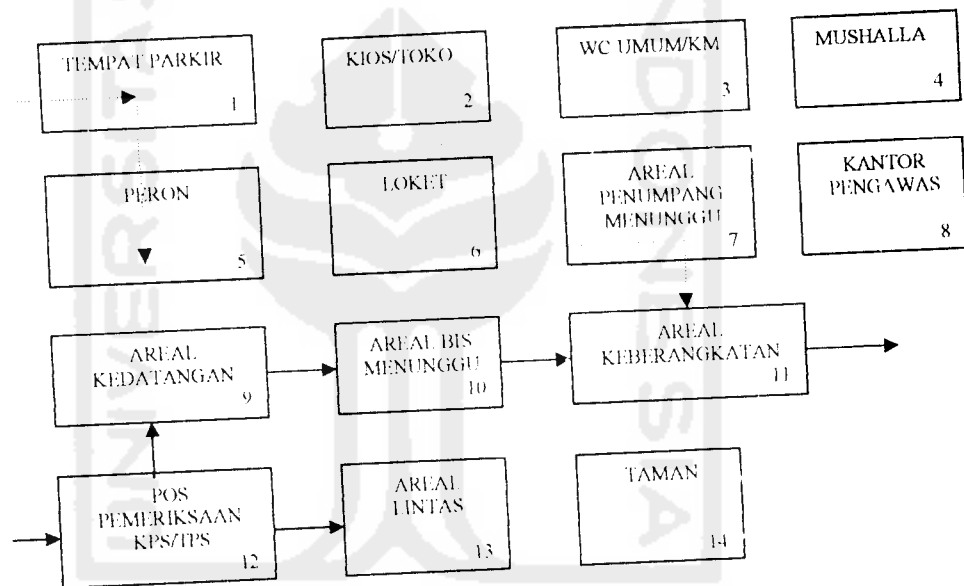 TEMPAT PARKIR
1
KIOS/TOKO
2
WC UMUM/KM
3
MUSHALLA
4
PERON
5
LOKET
6
AREAL
PENUMPANG
MENUNGGU
7
KANTOR
PENGAWAS
8
AREAL
KEDATANGAN
9
AREAL BIS
MENUNGGU
10
AREAL
KEBERANGKATAN
11
POS
PEMERIKSAAN
KPS/TPS
12
AREAL
LINTAS
13
TAMAN
14